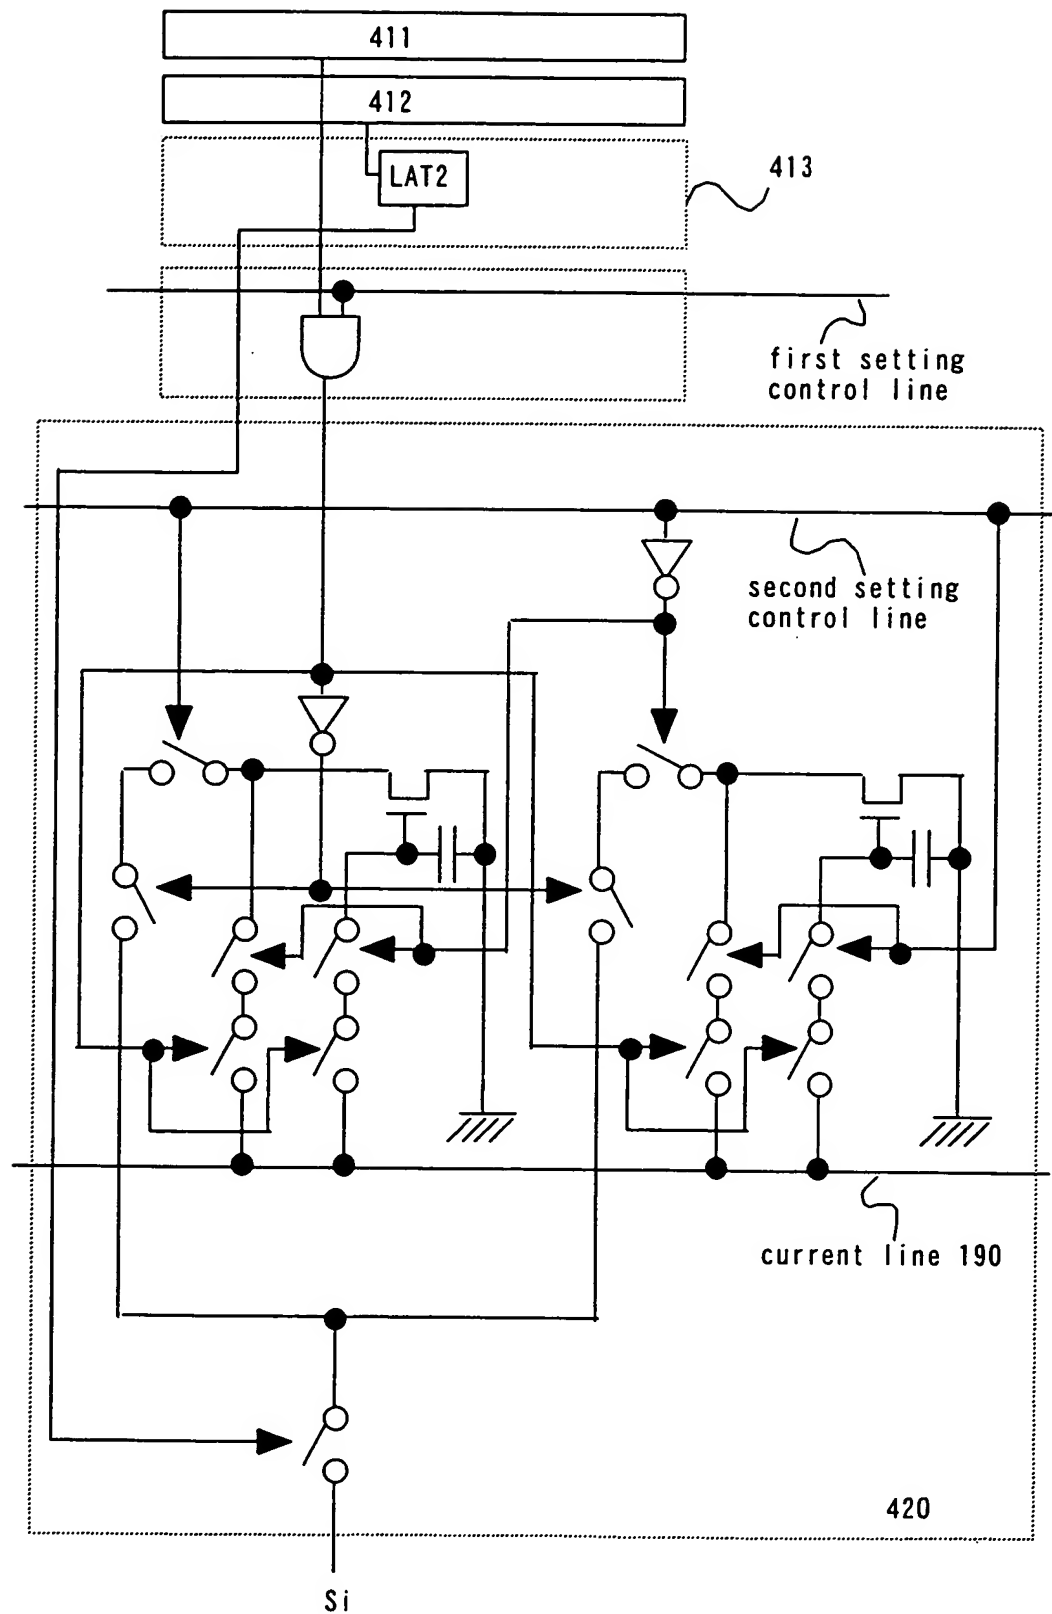 411
412
LAT2
413
first setting
control line
second setting
control line
current line 190
420
Si